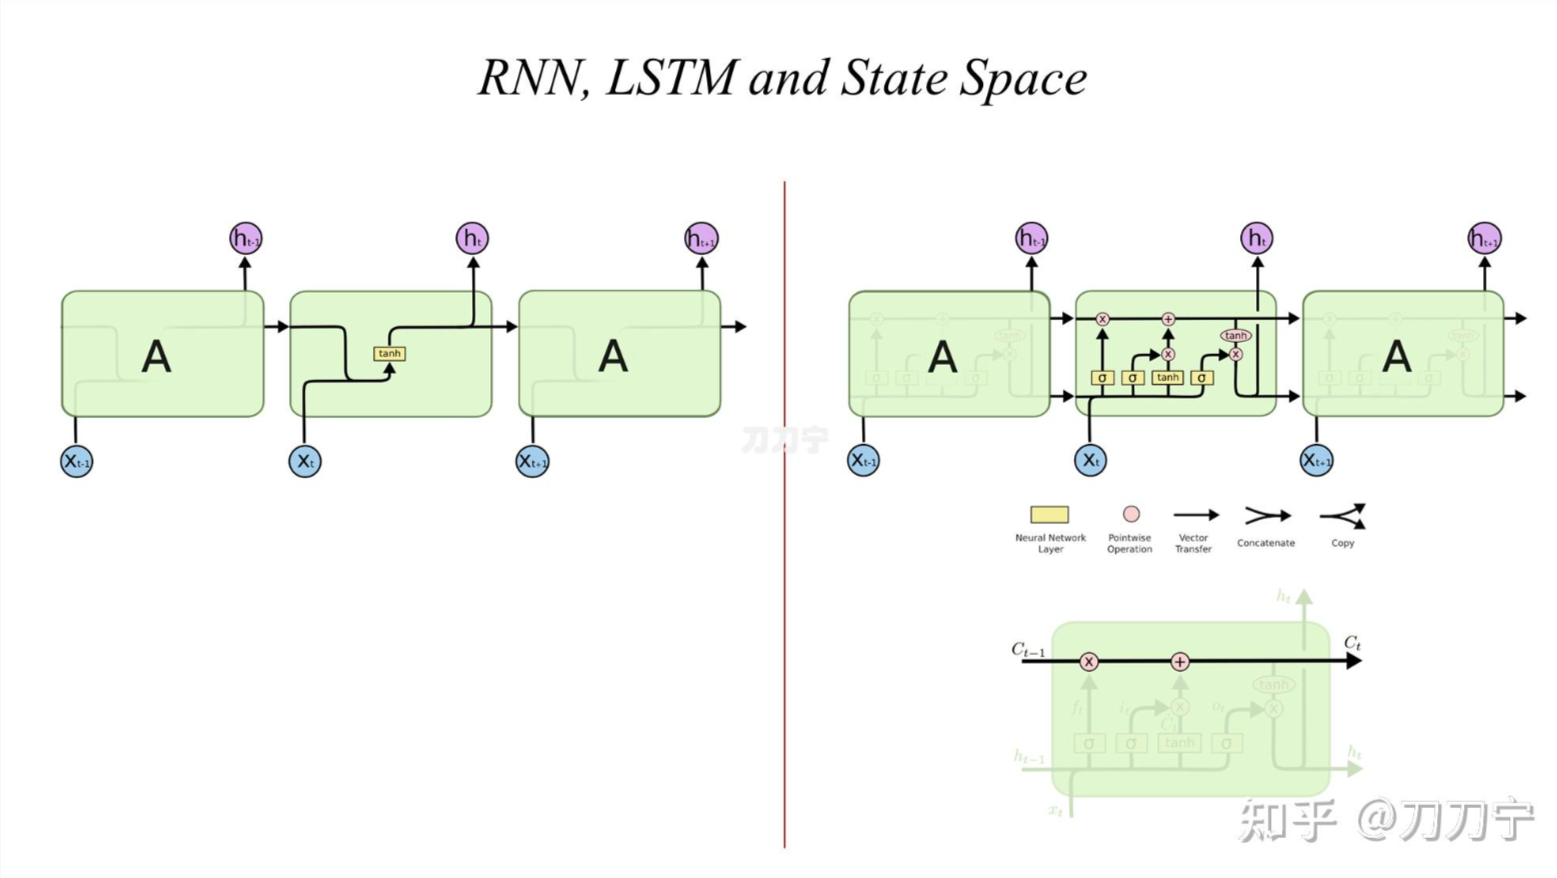 RNN, LSTM and State Space
h_{t-1} h_t h_{t+1}
A tanh A
x_{t-1} x_t x_{t+1}
h_{t-1} h_t h_{t+1}
x + tanh
A x x A
σ σ tanh σ
刀刀宁
x_{t-1} x_t x_{t+1}
Neural Network Layer
Pointwise Operation
Vector Transfer
Concatenate
Copy
h_t
C_{t-1} x + C_t
tanh
f_t i_t x o_t x
C̃_t
σ σ tanh σ
h_{t-1} h_t
x_t
知乎 @刀刀宁